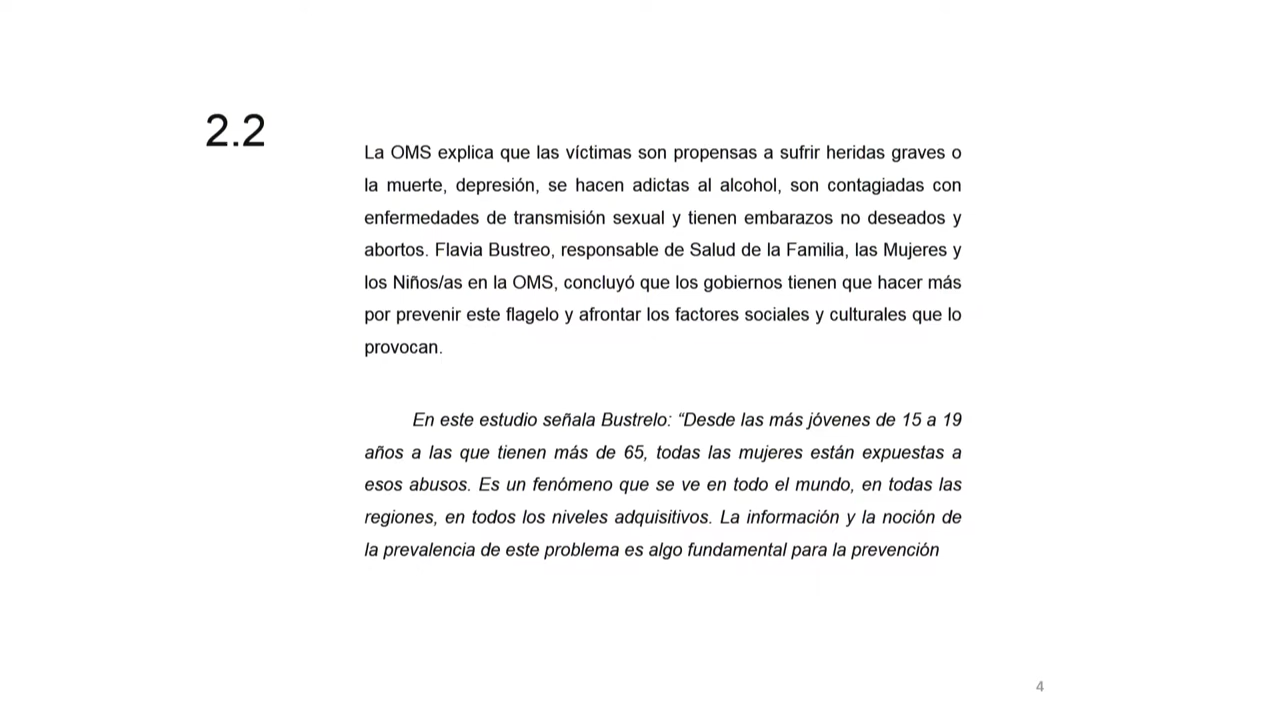 2.2
La OMS explica que las víctimas son propensas a sufrir heridas graves o
la muerte, depresión, se hacen adictas al alcohol, son contagiadas con
enfermedades de transmisión sexual y tienen embarazos no deseados y
abortos. Flavia Bustreo, responsable de Salud de la Familia, las Mujeres y
los Niños/as en la OMS, concluyó que los gobiernos tienen que hacer más
por prevenir este flagelo y afrontar los factores sociales y culturales que lo
provocan.
En este estudio señala Bustrelo: “Desde las más jóvenes de 15 a 19
años a las que tienen más de 65, todas las mujeres están expuestas a
esos abusos. Es un fenómeno que se ve en todo el mundo, en todas las
regiones, en todos los niveles adquisitivos. La información y la noción de
la prevalencia de este problema es algo fundamental para la prevención
4